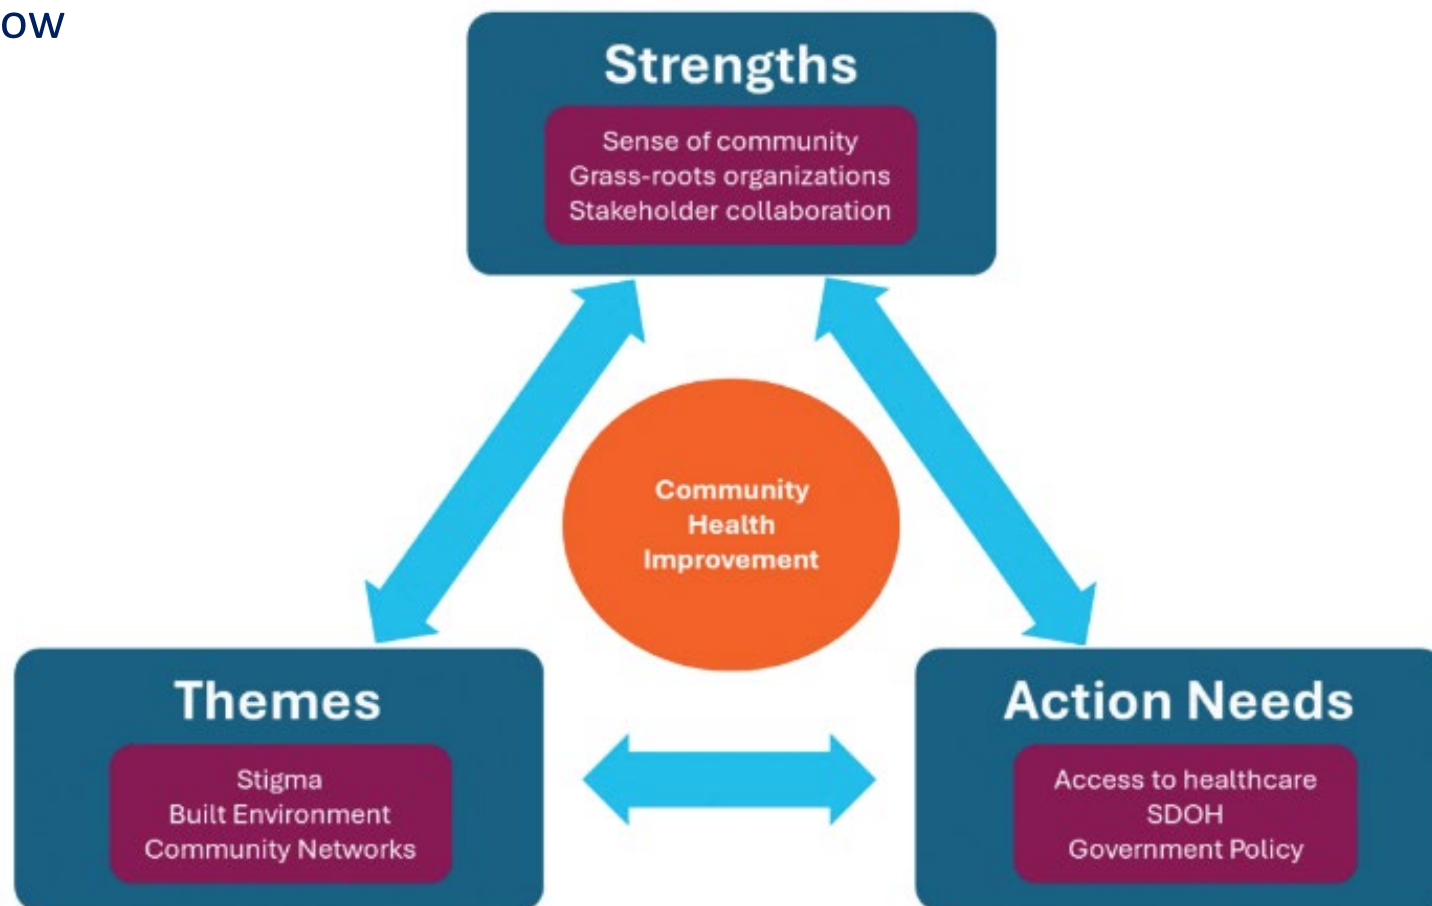 ow
Strengths
Sense of community
Grass-roots organizations
Stakeholder collaboration
Community
Health
Improvement
Themes
Stigma
Built Environment
Community Networks
Action Needs
Access to healthcare
SDOH
Government Policy